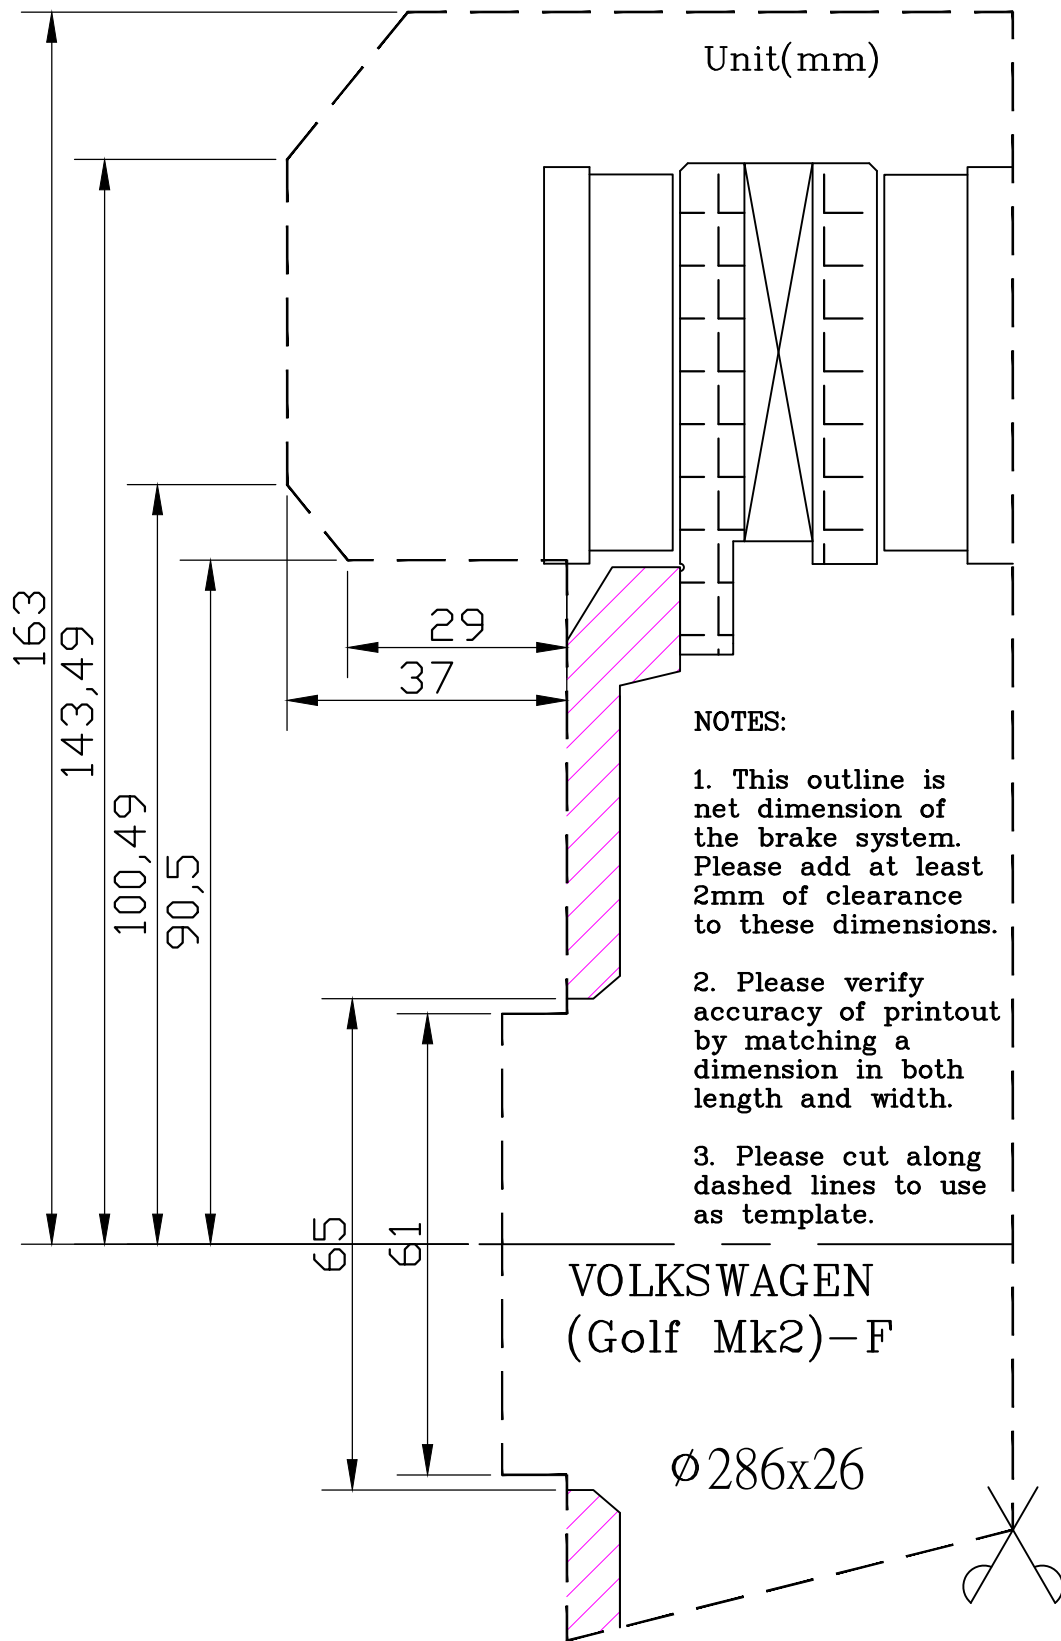 Unit(mm)
163
143,49
100,49
90,5
29
37
NOTES:
1. This outline is
net dimension of
the brake system.
Please add at least
2mm of clearance
to these dimensions.
2. Please verify
accuracy of printout
by matching a
dimension in both
length and width.
3. Please cut along
dashed lines to use
as template.
65
61
VOLKSWAGEN
(Golf Mk2)-F
Φ286x26